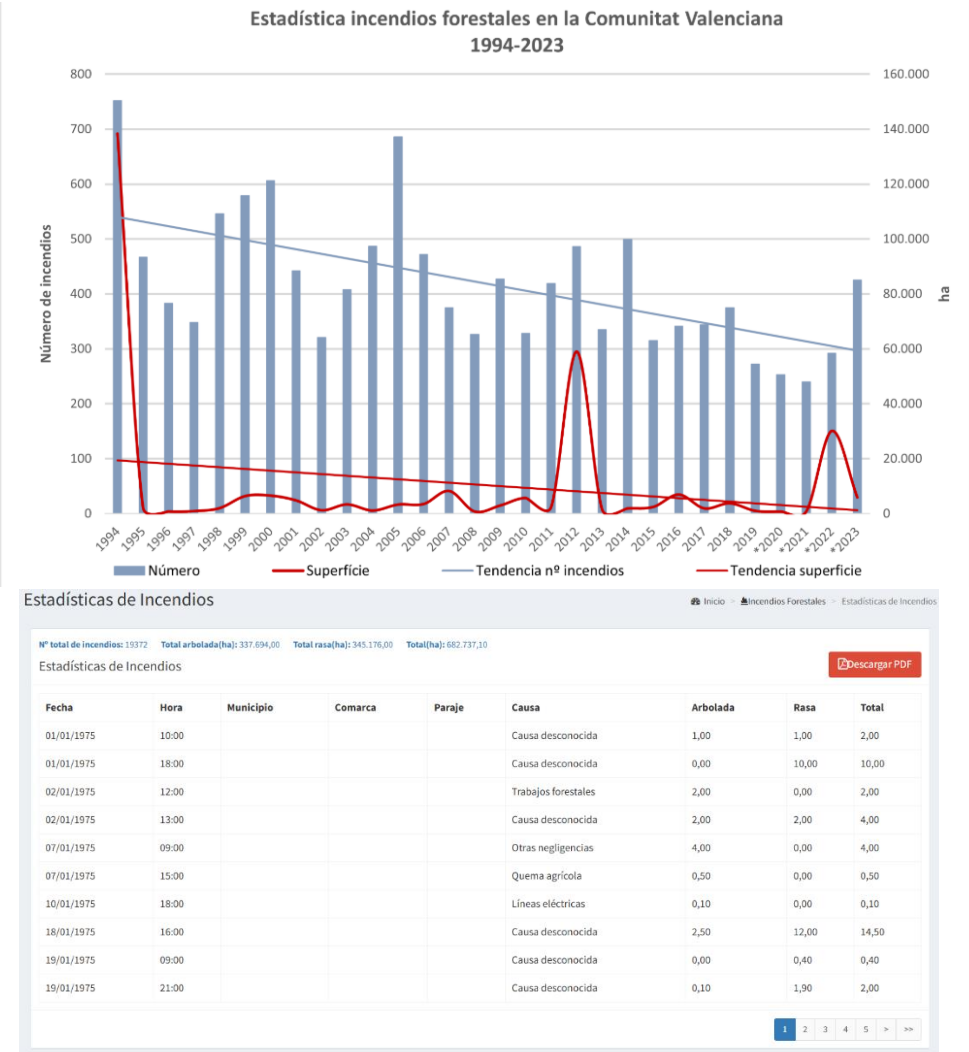 Estadística incendios forestales en la Comunitat Valenciana
1994-2023
800
700
600
500
400
300
200
100
0
Número de incendios
160.000
140.000
120.000
100.000
80.000
60.000
40.000
20.000
0
ha
1994 1995 1996 1997 1998 1999 2000 2001 2002 2003 2004 2005 2006 2007 2008 2009 2010 2011 2012 2013 2014 2015 2016 2017 2018 2019 *2020 *2021 *2022 *2023
Número Superfície Tendencia nº incendios Tendencia superficie
Estadísticas de Incendios
Inicio > Incendios Forestales > Estadísticas de Incendios
Nº total de incendios: 19372 Total arbolada(ha): 337.694,00 Total rasa(ha): 345.176,00 Total(ha): 682.737,10
Estadísticas de Incendios
Descargar PDF
Fecha Hora Municipio Comarca Paraje Causa Arbolada Rasa Total
01/01/1975 10:00 Causa desconocida 1,00 1,00 2,00
01/01/1975 18:00 Causa desconocida 0,00 10,00 10,00
02/01/1975 12:00 Trabajos forestales 2,00 0,00 2,00
02/01/1975 13:00 Causa desconocida 2,00 2,00 4,00
07/01/1975 09:00 Otras negligencias 4,00 0,00 4,00
07/01/1975 15:00 Quema agrícola 0,50 0,00 0,50
10/01/1975 18:00 Líneas eléctricas 0,10 0,00 0,10
18/01/1975 16:00 Causa desconocida 2,50 12,00 14,50
19/01/1975 09:00 Causa desconocida 0,00 0,40 0,40
19/01/1975 21:00 Causa desconocida 0,10 1,90 2,00
1 2 3 4 5 > >>